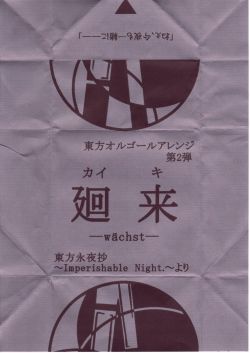 「ねぇ、今夜も一緒に――」
東方オルゴールアレンジ
第2弾
カイ キ
廻来
―wächst―
東方永夜抄
～Imperishable Night.～より